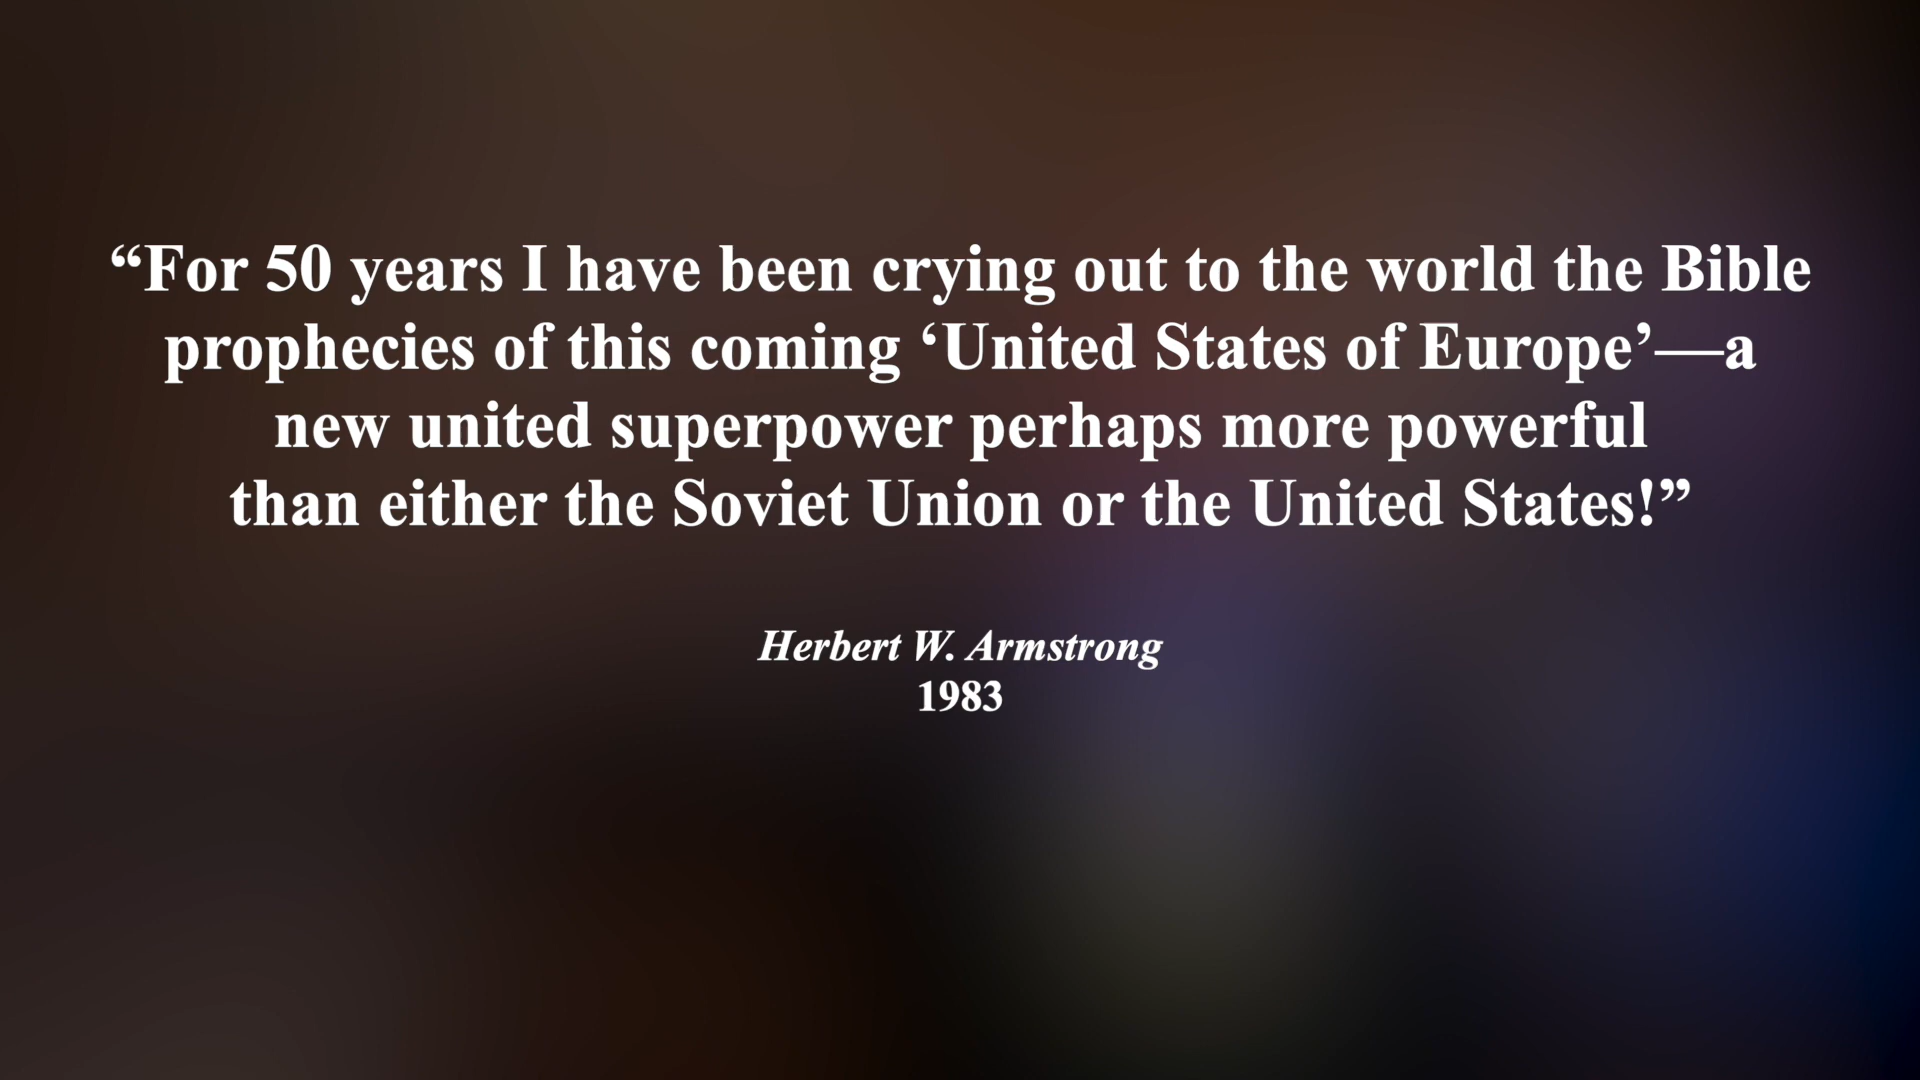 “For 50 years I have been crying out to the world the Bible
prophecies of this coming ‘United States of Europe’—a
new united superpower perhaps more powerful
than either the Soviet Union or the United States!”
Herbert W. Armstrong
1983